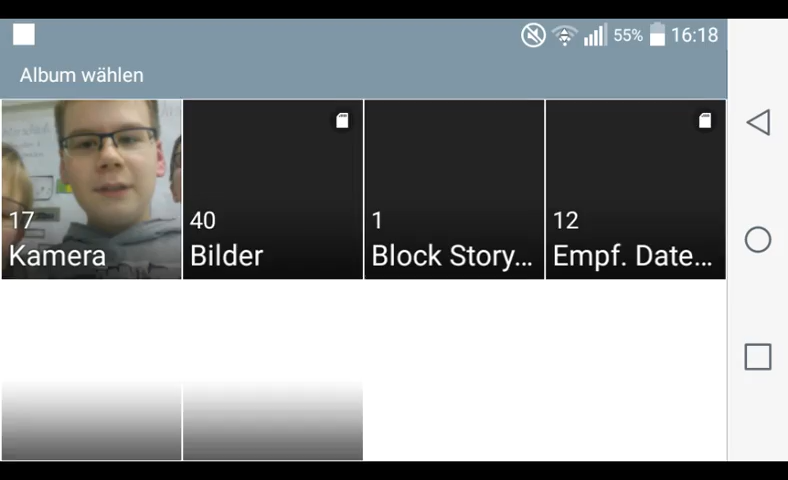 55% 16:18
Album wählen
17
Kamera
40
Bilder
1
Block Story...
12
Empf. Date...